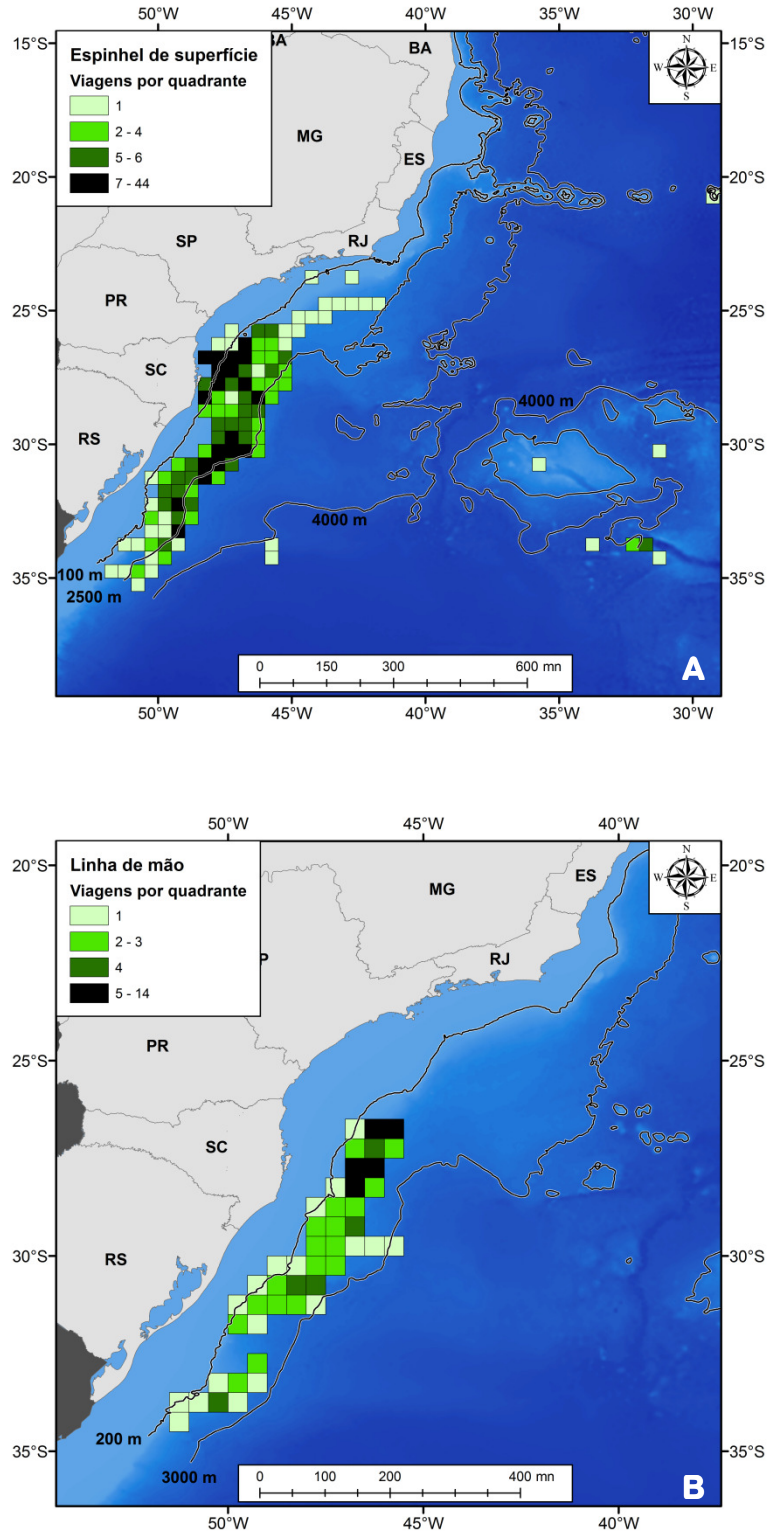 50°W 45°W 40°W 35°W 30°W
Espinhel de superfície
Viagens por quadrante
1
2 - 4
5 - 6
7 - 44
BA
BA
N
W E
S
15°S
15°S
MG
ES
20°S
20°S
SP
RJ
25°S
25°S
PR
SC
4000 m
RS
30°S
30°S
4000 m
100 m
35°S
35°S
2500 m
0 150 300 600 mn
A
50°W 45°W 40°W 35°W 30°W
50°W 45°W 40°W
20°S
20°S
Linha de mão
Viagens por quadrante
1
2 - 3
4
5 - 14
MG
ES
N
W E
S
P
RJ
25°S
25°S
PR
SC
RS
30°S
30°S
200 m
35°S
35°S
3000 m
0 100 200 400 mn
B
50°W 45°W 40°W